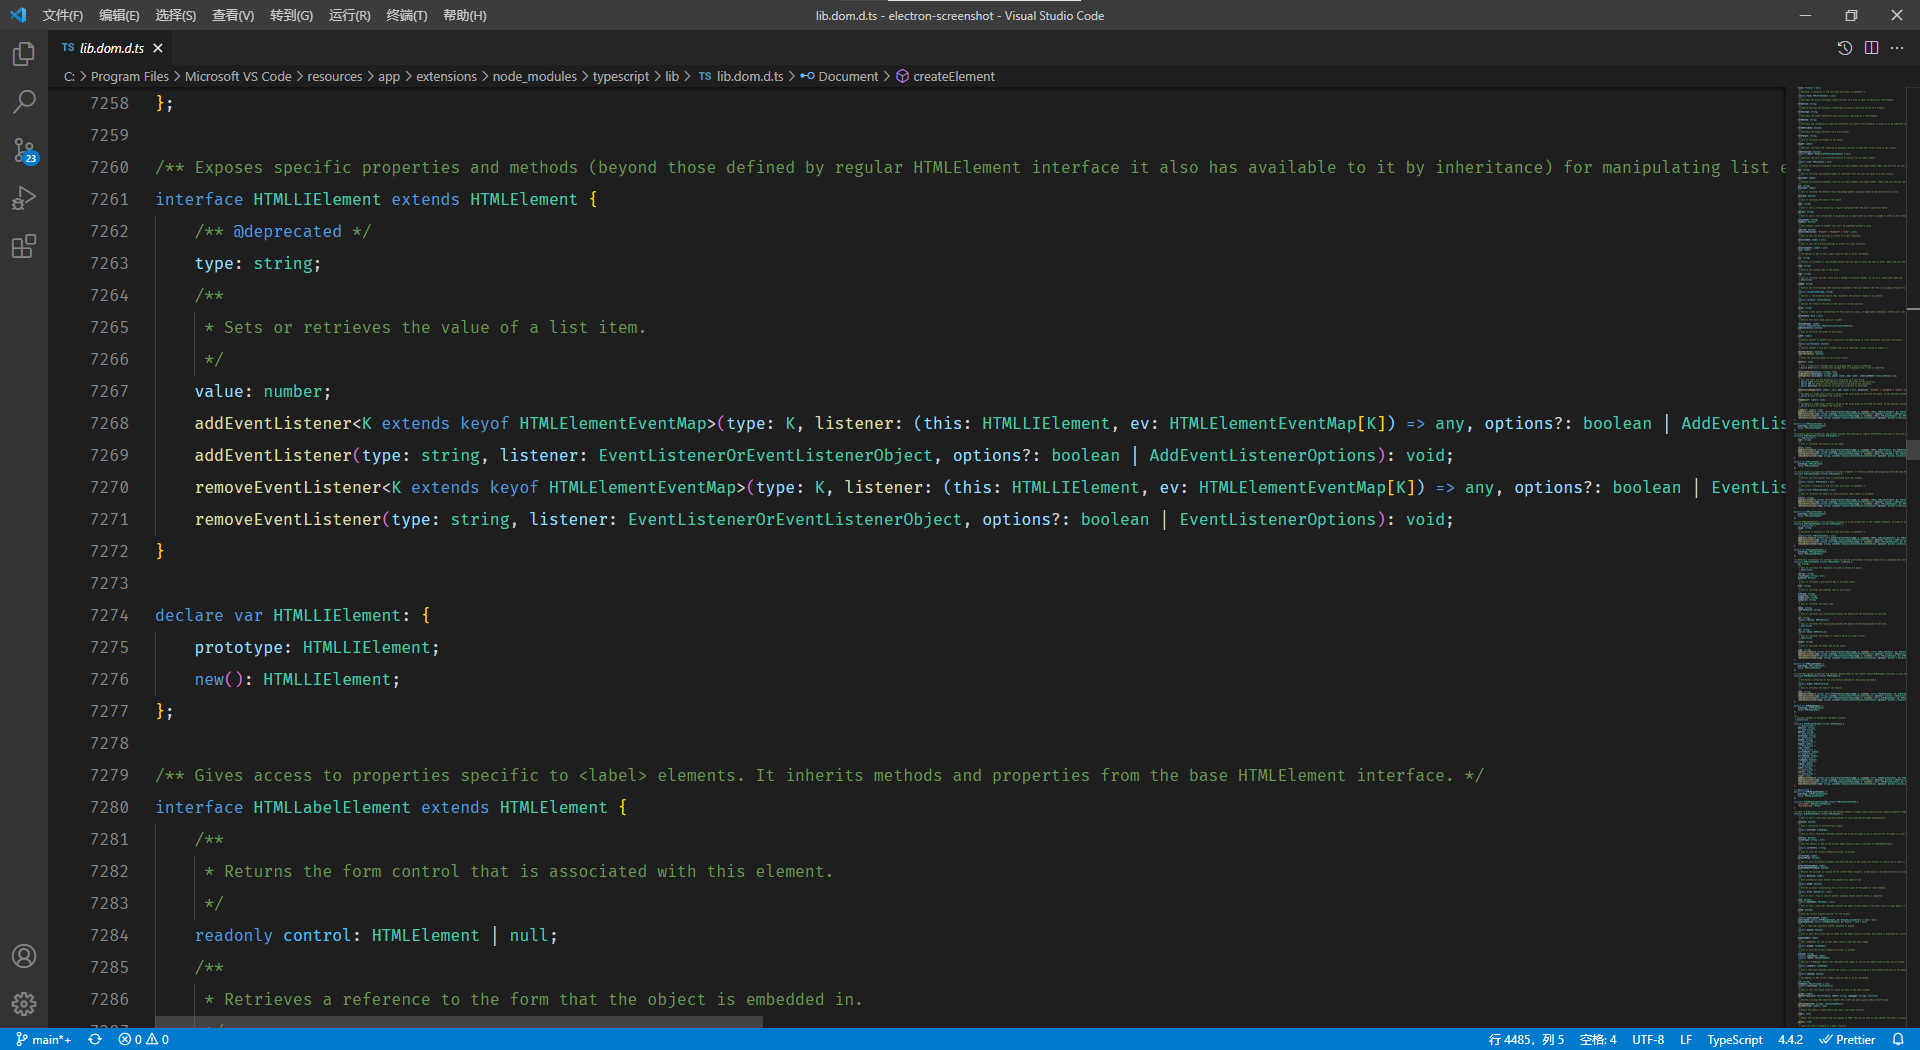 文件(F) 编辑(E) 选择(S) 查看(V) 转到(G) 运行(R) 终端(T) 帮助(H) lib.dom.d.ts - electron-screenshot - Visual Studio Code
TS lib.dom.d.ts
C: > Program Files > Microsoft VS Code > resources > app > extensions > node_modules > typescript > lib > TS lib.dom.d.ts > Document > createElement
7258 };
7259
7260 /** Exposes specific properties and methods (beyond those defined by regular HTMLElement interface it also has available to it by inheritance) for manipulating list e
7261 interface HTMLLIElement extends HTMLElement {
7262 /** @deprecated */
7263 type: string;
7264 /**
7265 * Sets or retrieves the value of a list item.
7266 */
7267 value: number;
7268 addEventListener<K extends keyof HTMLElementEventMap>(type: K, listener: (this: HTMLLIElement, ev: HTMLElementEventMap[K]) => any, options?: boolean | AddEventLis
7269 addEventListener(type: string, listener: EventListenerOrEventListenerObject, options?: boolean | AddEventListenerOptions): void;
7270 removeEventListener<K extends keyof HTMLElementEventMap>(type: K, listener: (this: HTMLLIElement, ev: HTMLElementEventMap[K]) => any, options?: boolean | EventLis
7271 removeEventListener(type: string, listener: EventListenerOrEventListenerObject, options?: boolean | EventListenerOptions): void;
7272 }
7273
7274 declare var HTMLLIElement: {
7275 prototype: HTMLLIElement;
7276 new(): HTMLLIElement;
7277 };
7278
7279 /** Gives access to properties specific to <label> elements. It inherits methods and properties from the base HTMLElement interface. */
7280 interface HTMLLabelElement extends HTMLElement {
7281 /**
7282 * Returns the form control that is associated with this element.
7283 */
7284 readonly control: HTMLElement | null;
7285 /**
7286 * Retrieves a reference to the form that the object is embedded in.
7287 */
23
main*+ 0 0 行 4485，列 5 空格: 4 UTF-8 LF TypeScript 4.4.2 Prettier